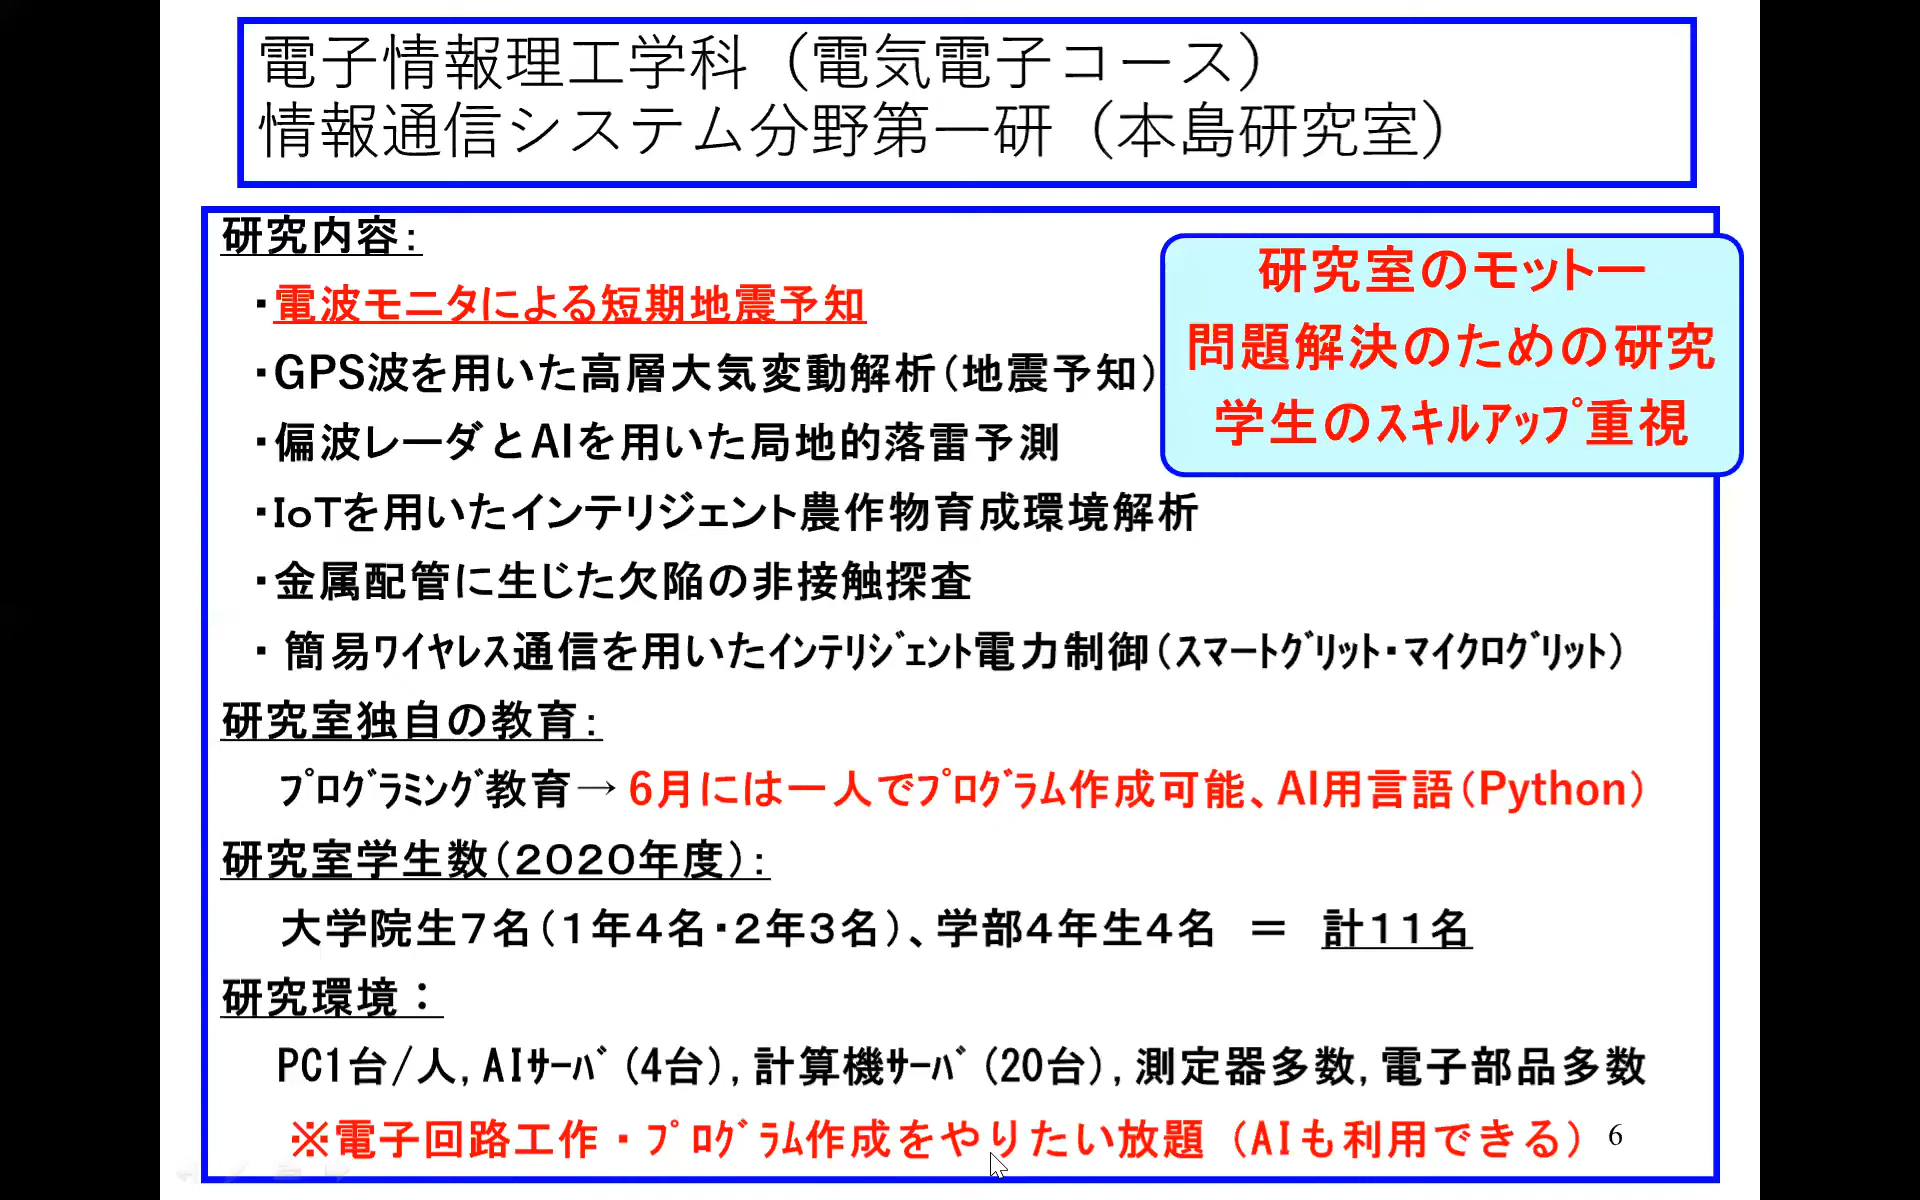 電子情報理工学科（電気電子コース）
情報通信システム分野第一研（本島研究室）
研究内容：
・電波モニタによる短期地震予知
・GPS波を用いた高層大気変動解析（地震予知）
・偏波レーダとAIを用いた局地的落雷予測
・IoTを用いたインテリジェント農作物育成環境解析
・金属配管に生じた欠陥の非接触探査
・簡易ﾜｲﾔﾚｽ通信を用いたｲﾝﾃﾘｼﾞｪﾝﾄ電力制御（ｽﾏｰﾄｸﾞﾘｯﾄ・ﾏｲｸﾛｸﾞﾘｯﾄ）
研究室のモットー
問題解決のための研究
学生のｽｷﾙｱｯﾌﾟ重視
研究室独自の教育：
ﾌﾟﾛｸﾞﾗﾐﾝｸﾞ教育→ 6月には一人でﾌﾟﾛｸﾞﾗﾑ作成可能、AI用言語（Python）
研究室学生数（２０２０年度）：
大学院生７名（１年４名・２年３名）、学部４年生４名　＝　計１１名
研究環境：
PC1台/人, AIｻｰﾊﾞ (4台), 計算機ｻｰﾊﾞ (20台), 測定器多数, 電子部品多数
※電子回路工作・ﾌﾟﾛｸﾞﾗﾑ作成をやりたい放題（AIも利用できる）
6